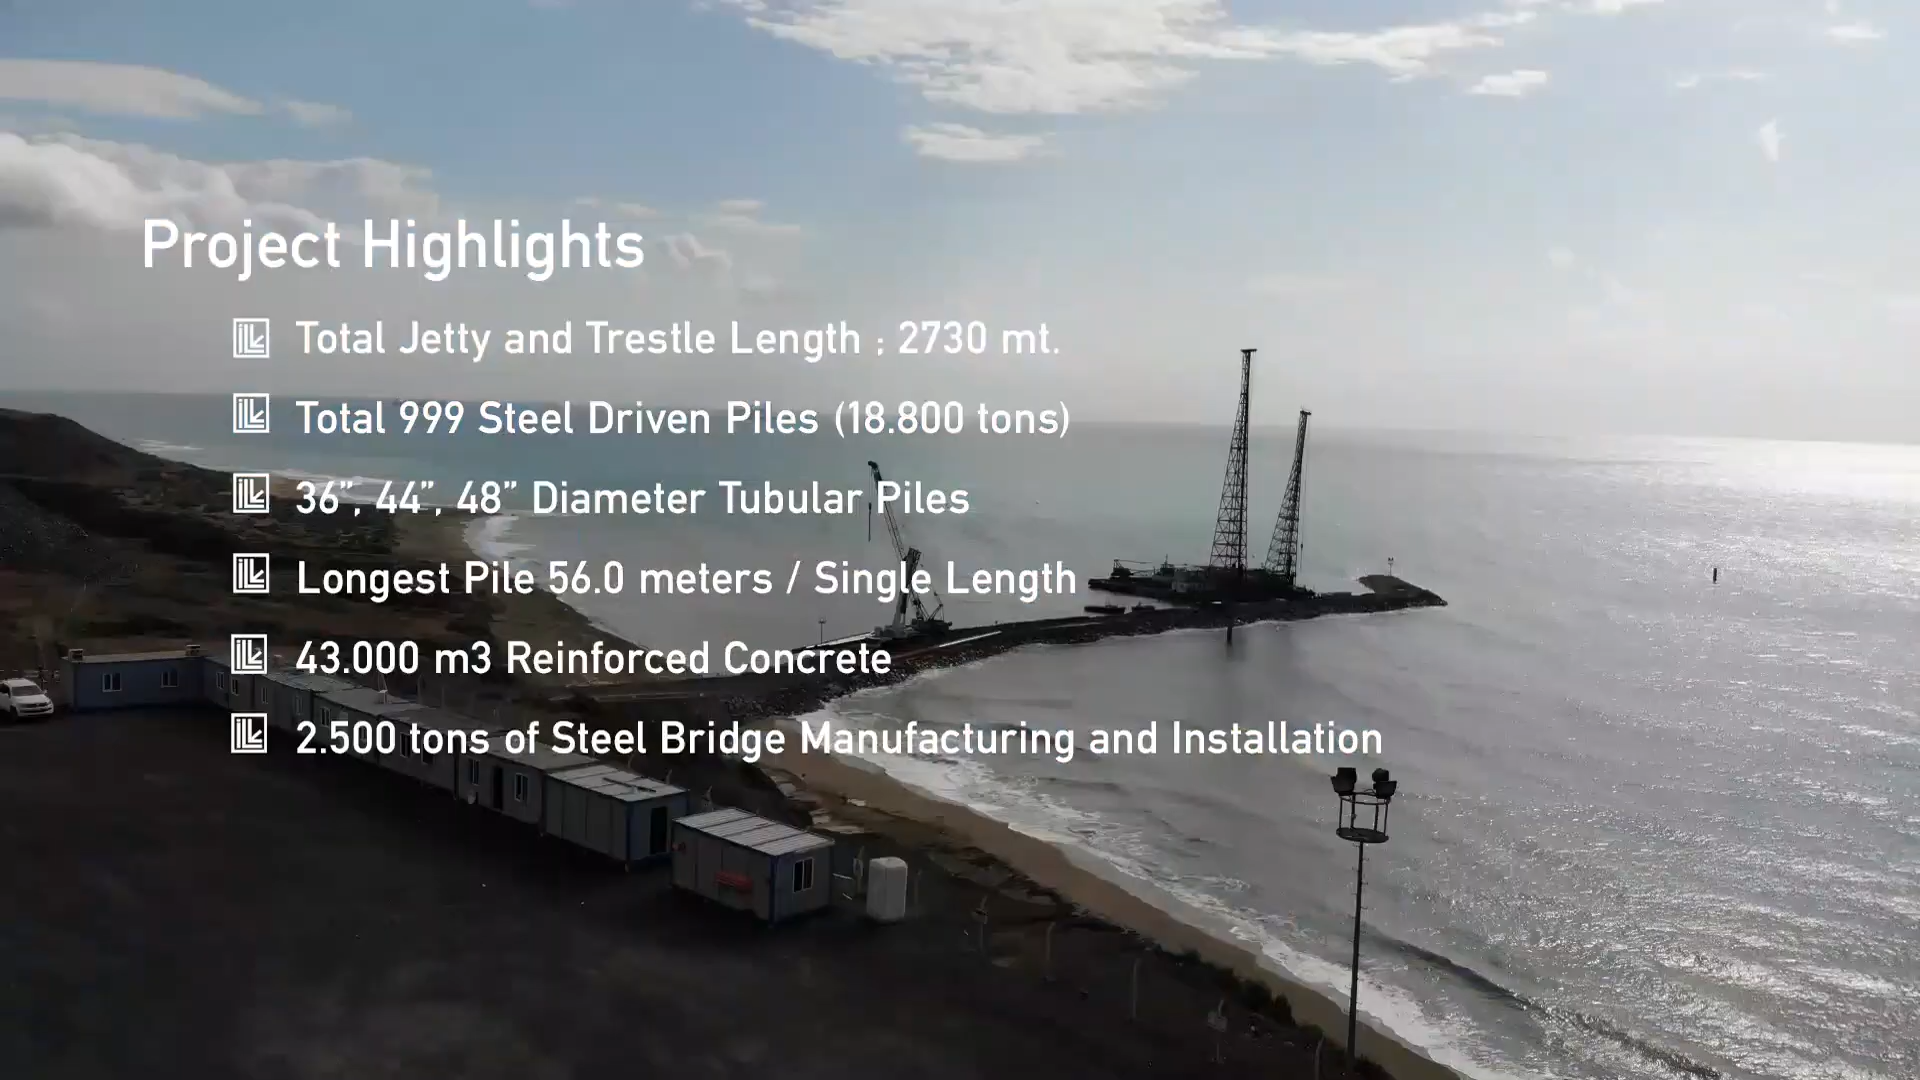 Project Highlights
Total Jetty and Trestle Length ; 2730 mt.
Total 999 Steel Driven Piles (18.800 tons)
36”, 44”, 48” Diameter Tubular Piles
Longest Pile 56.0 meters / Single Length
43.000 m3 Reinforced Concrete
2.500 tons of Steel Bridge Manufacturing and Installation